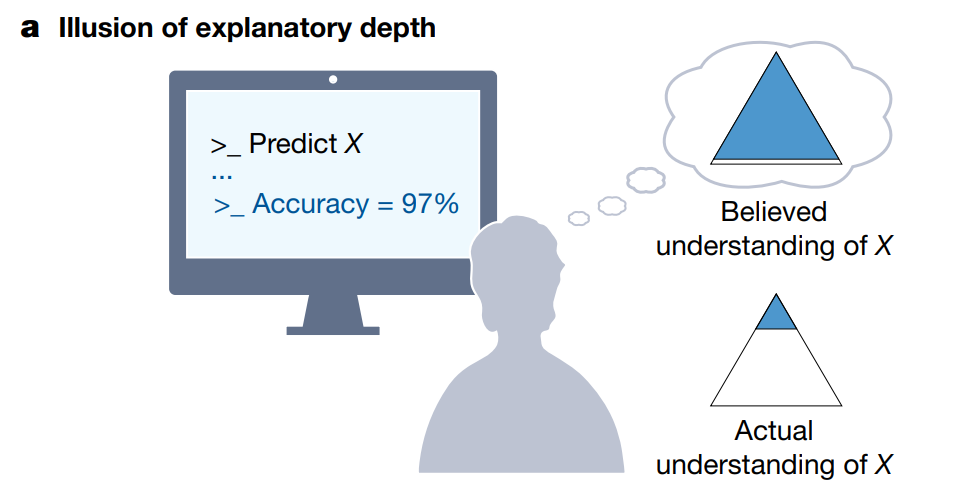 a Illusion of explanatory depth
>_ Predict X
...
>_ Accuracy = 97%
Believed
understanding of X
Actual
understanding of X